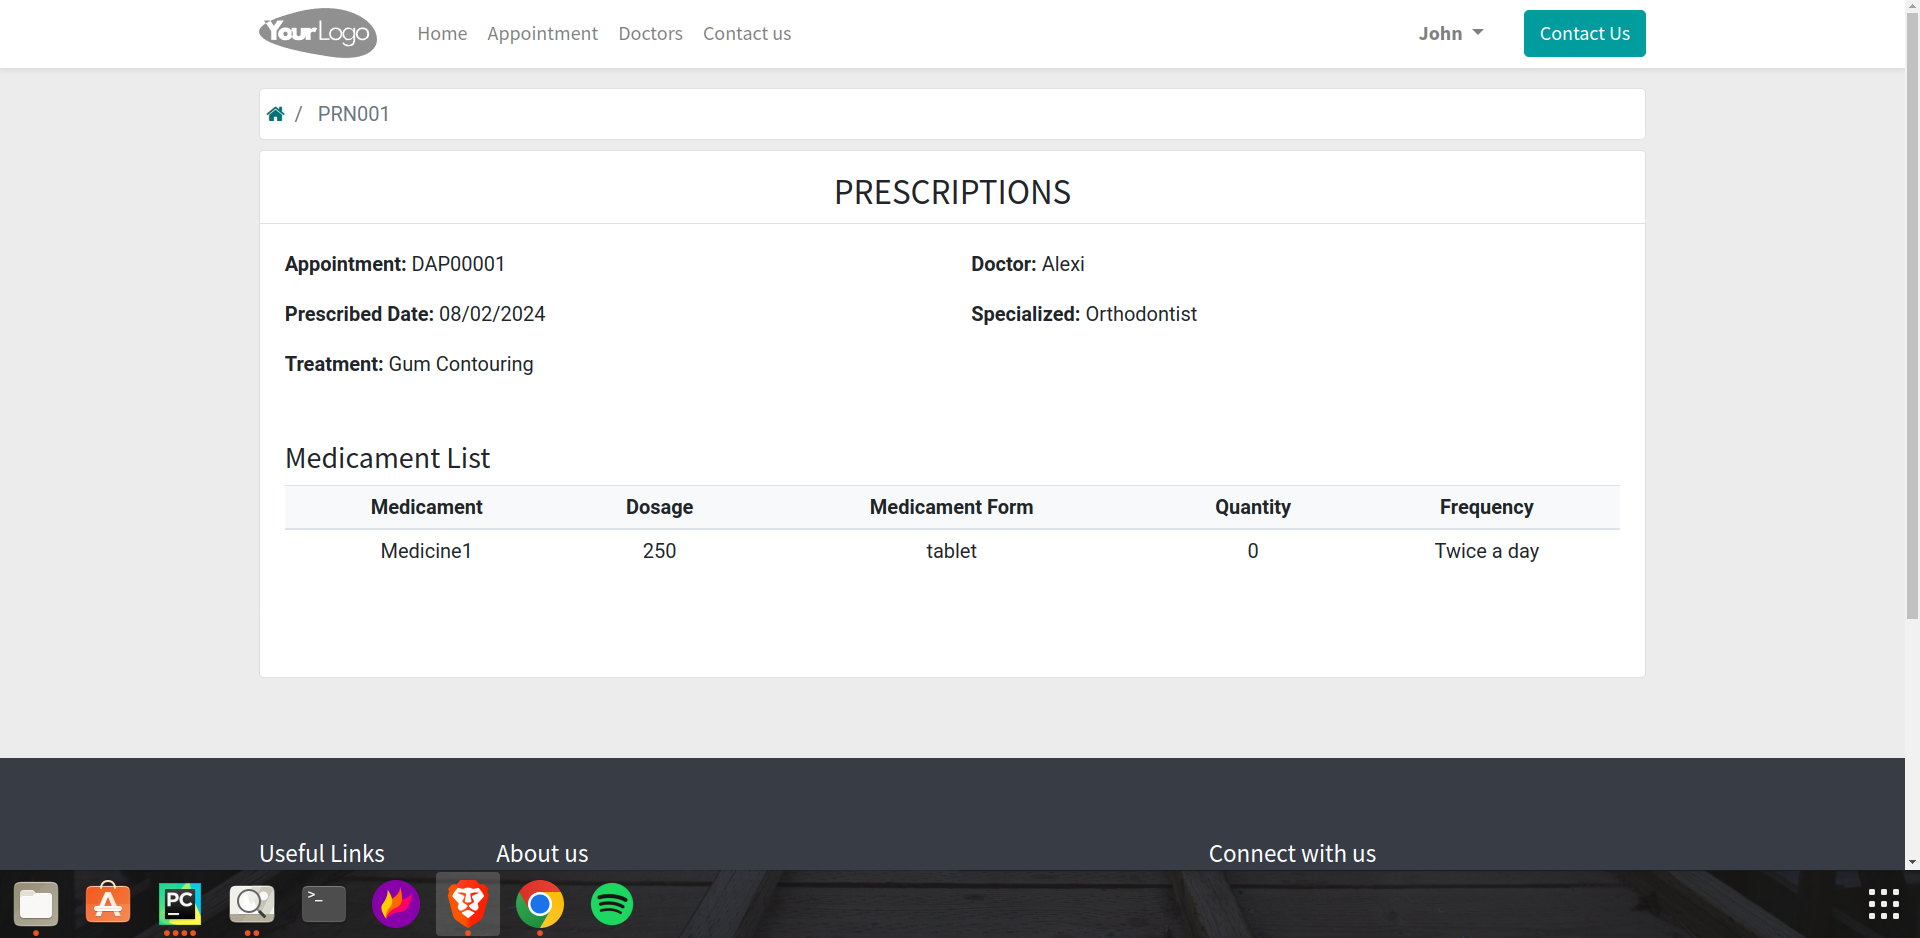 YourLogo Home Appointment Doctors Contact us John Contact Us
/ PRN001
PRESCRIPTIONS
Appointment: DAP00001 Doctor: Alexi
Prescribed Date: 08/02/2024 Specialized: Orthodontist
Treatment: Gum Contouring
Medicament List
Medicament Dosage Medicament Form Quantity Frequency
Medicine1 250 tablet 0 Twice a day
Useful Links About us Connect with us
PC
>_